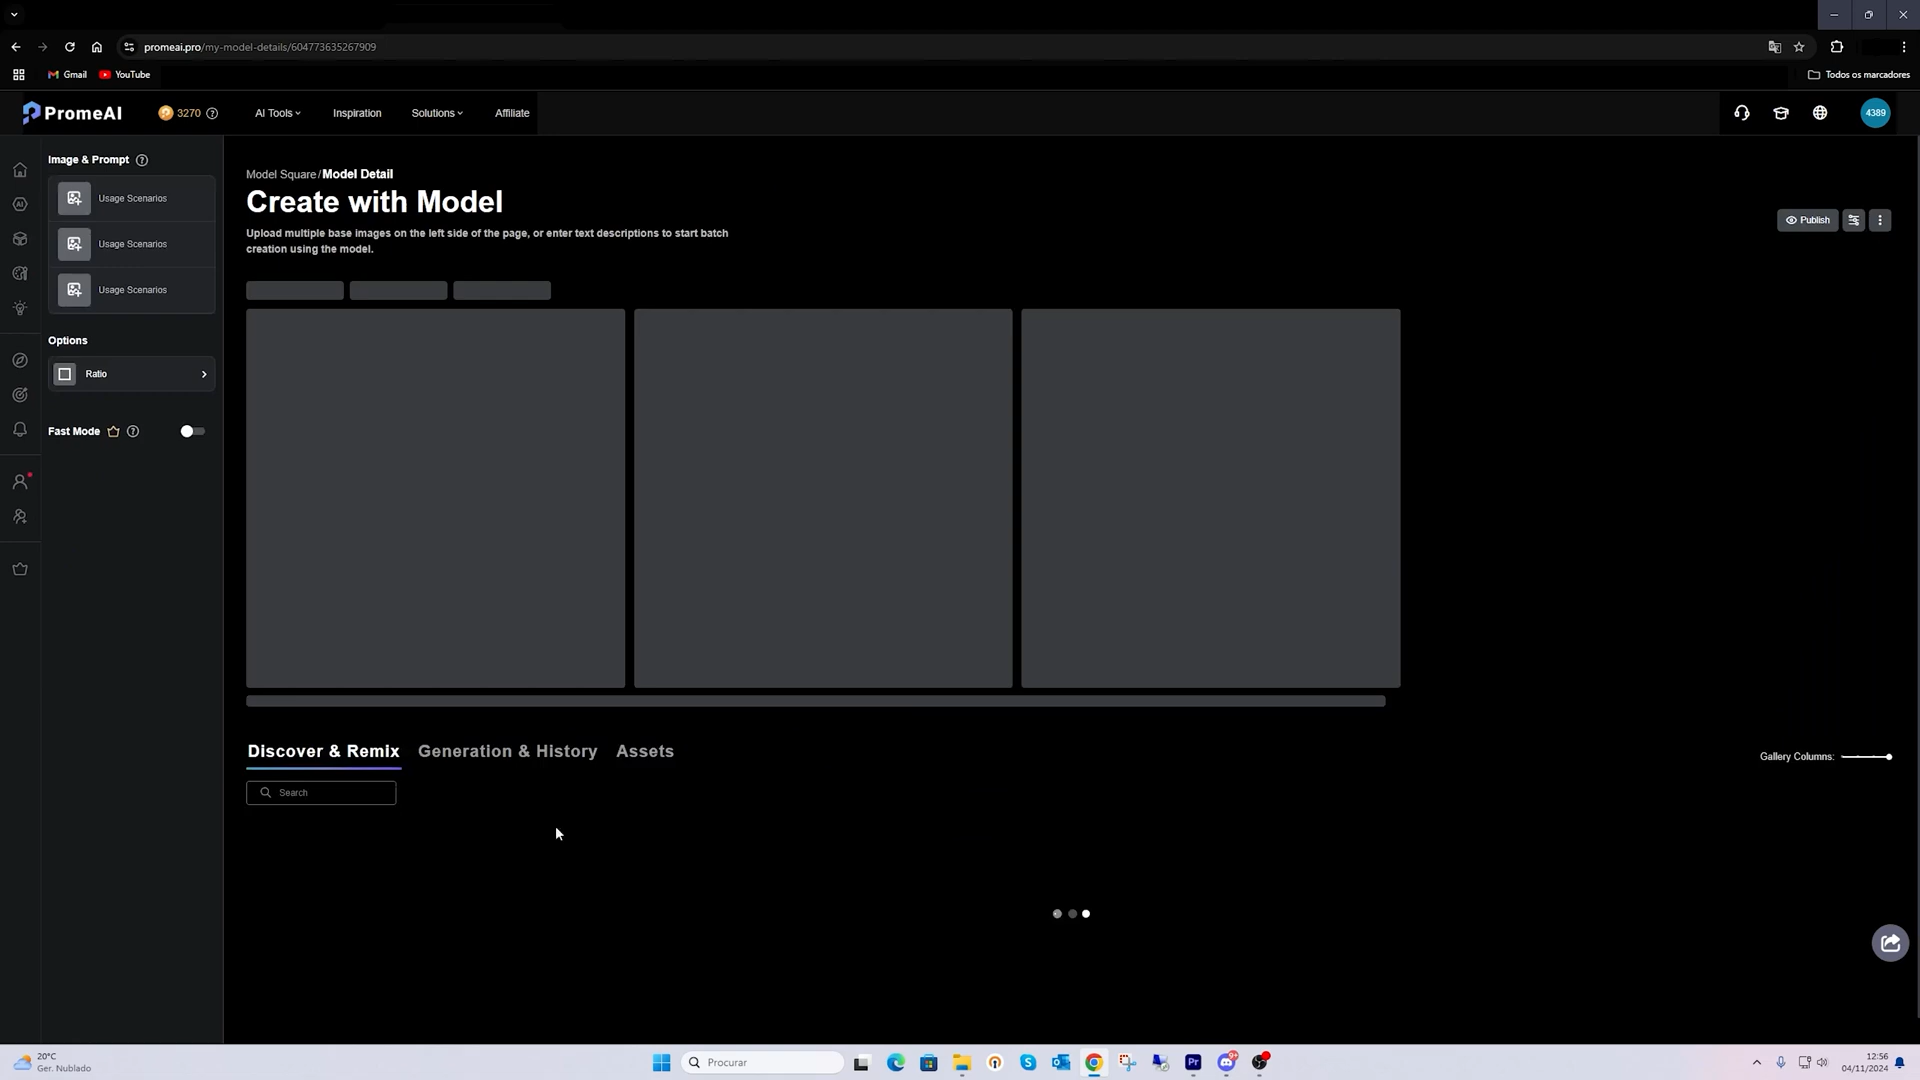 promeai.pro/my-model-details/604773635267909
Gmail
YouTube
Todos os marcadores
PromeAI
3270
AI Tools
Inspiration
Solutions
Affiliate
4389
Image & Prompt
Usage Scenarios
Usage Scenarios
Usage Scenarios
Options
Ratio
Fast Mode
Model Square/Model Detail
Create with Model
Upload multiple base images on the left side of the page, or enter text descriptions to start batch
creation using the model.
Publish
Discover & Remix
Generation & History
Assets
Gallery Columns:
Search
20°C
Ger. Nublado
Procurar
Pr
9+
12:56
04/11/2024